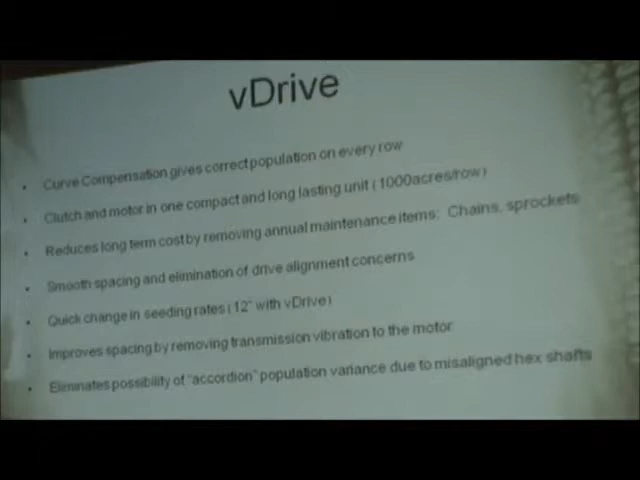 vDrive
• Curve Compensation gives correct population on every row
• Clutch and motor in one compact and long lasting unit (1000acres/row)
• Reduces long term cost by removing annual maintenance items: Chains, sprockets
• Smooth spacing and elimination of drive alignment concerns
• Quick change in seeding rates (12" with vDrive)
• Improves spacing by removing transmission vibration to the motor
• Eliminates possibility of "accordion" population variance due to misaligned hex shafts